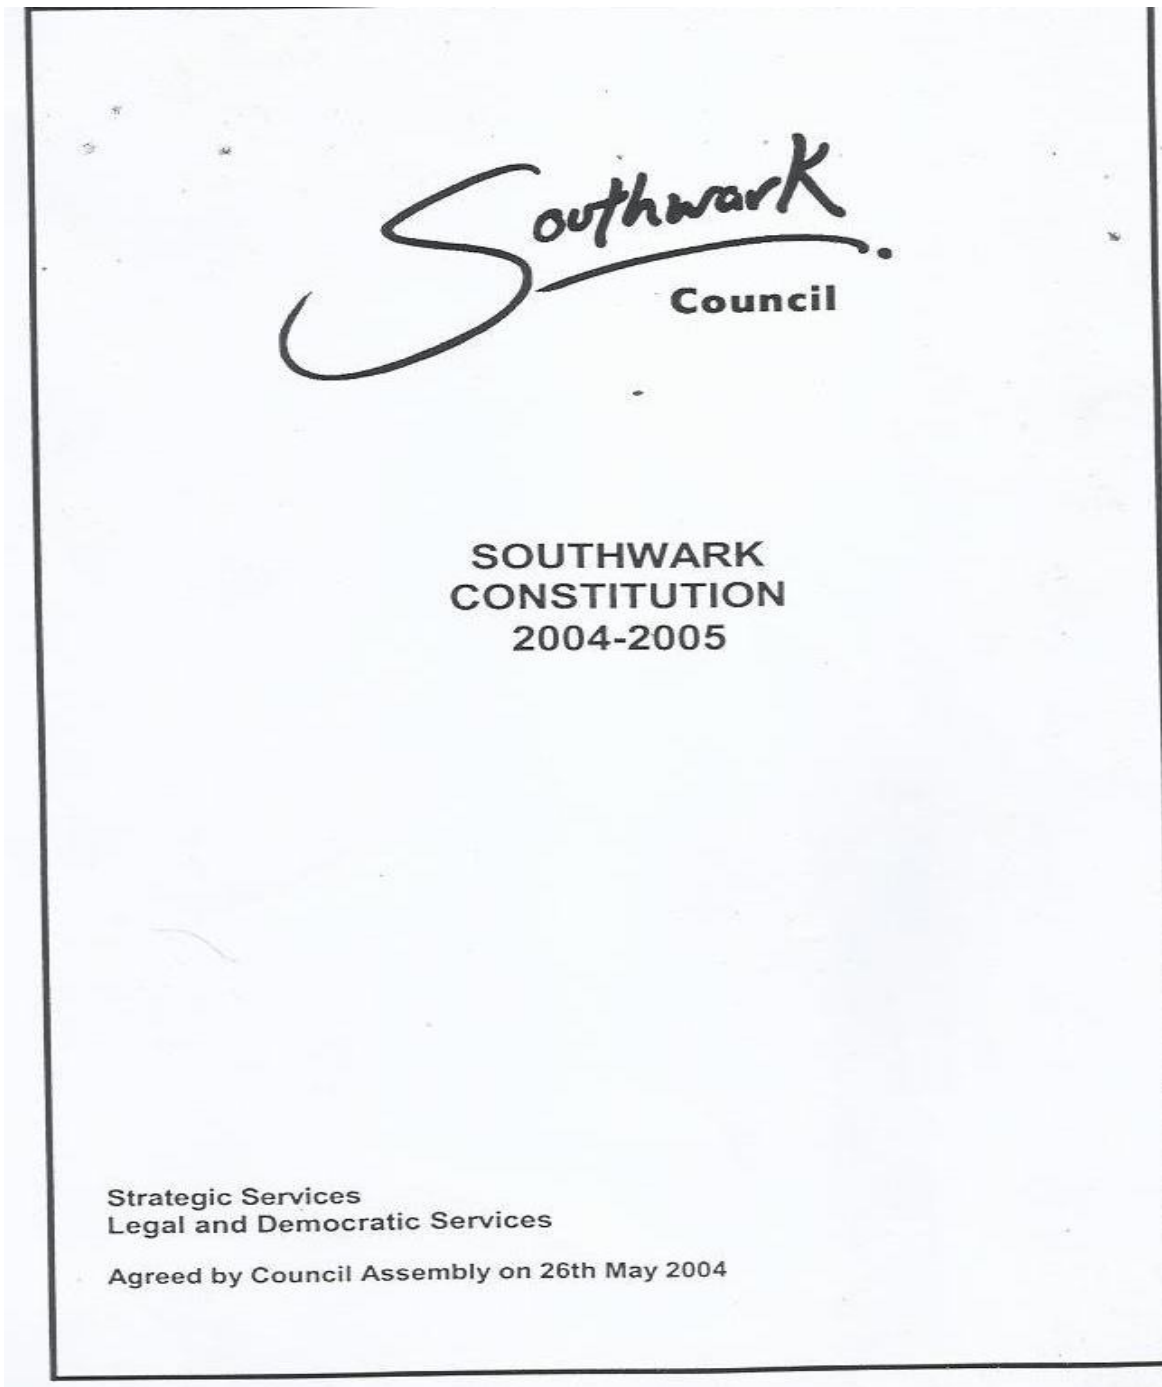 Southwark
Council
SOUTHWARK
CONSTITUTION
2004-2005
Strategic Services
Legal and Democratic Services
Agreed by Council Assembly on 26th May 2004